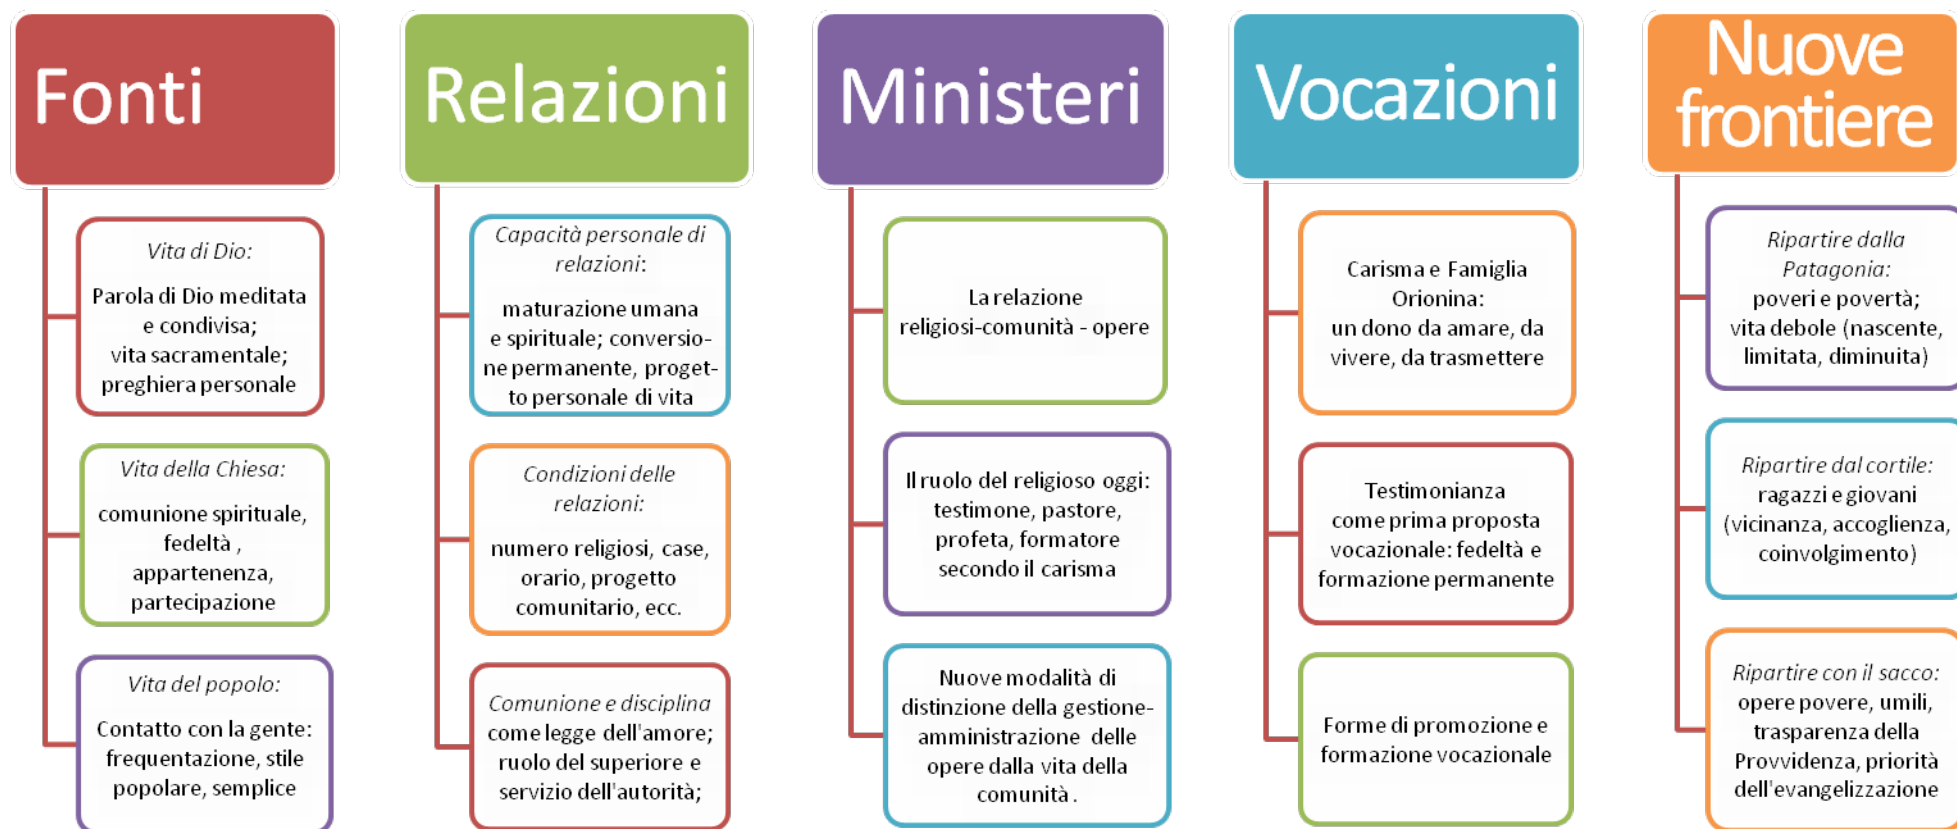 Fonti
Vita di Dio:
Parola di Dio meditata
e condivisa;
vita sacramentale;
preghiera personale
Vita della Chiesa:
comunione spirituale,
fedeltà ,
appartenenza,
partecipazione
Vita del popolo:
Contatto con la gente:
frequentazione, stile
popolare, semplice
Relazioni
Capacità personale di
relazioni:
maturazione umana
e spirituale; conversio-
ne permanente, proget-
to personale di vita
Condizioni delle
relazioni:
numero religiosi, case,
orario, progetto
comunitario, ecc.
Comunione e disciplina
come legge dell'amore;
ruolo del superiore e
servizio dell'autorità;
Ministeri
La relazione
religiosi-comunità - opere
Il ruolo del religioso oggi:
testimone, pastore,
profeta, formatore
secondo il carisma
Nuove modalità di
distinzione della gestione-
amministrazione delle
opere dalla vita della
comunità .
Vocazioni
Carisma e Famiglia
Orionina:
un dono da amare, da
vivere, da trasmettere
Testimonianza
come prima proposta
vocazionale: fedeltà e
formazione permanente
Forme di promozione e
formazione vocazionale
Nuove
frontiere
Ripartire dalla
Patagonia:
poveri e povertà;
vita debole (nascente,
limitata, diminuita)
Ripartire dal cortile:
ragazzi e giovani
(vicinanza, accoglienza,
coinvolgimento)
Ripartire con il sacco:
opere povere, umili,
trasparenza della
Provvidenza, priorità
dell'evangelizzazione